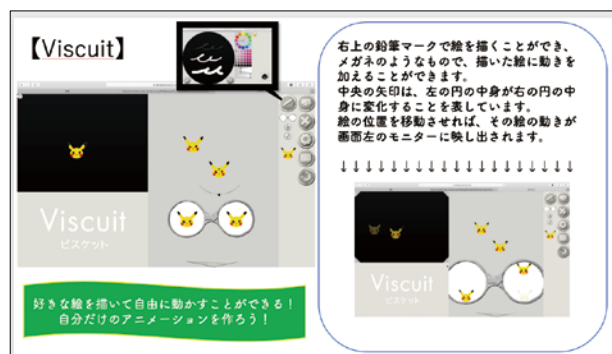 【Viscuit】
Viscuit
ビスケット
好きな絵を描いて自由に動かすことができる！
自分だけのアニメーションを作ろう！
右上の鉛筆マークで絵を描くことができ、
メガネのようなもので、描いた絵に動きを
加えることができます。
中央の矢印は、左の円の中身が右の円の中
身に変化することを表しています。
絵の位置を移動させれば、その絵の動きが
画面左のモニターに映し出されます。
↓↓↓↓↓↓↓↓↓↓↓↓↓↓↓↓↓↓
Viscuit
ビスケット